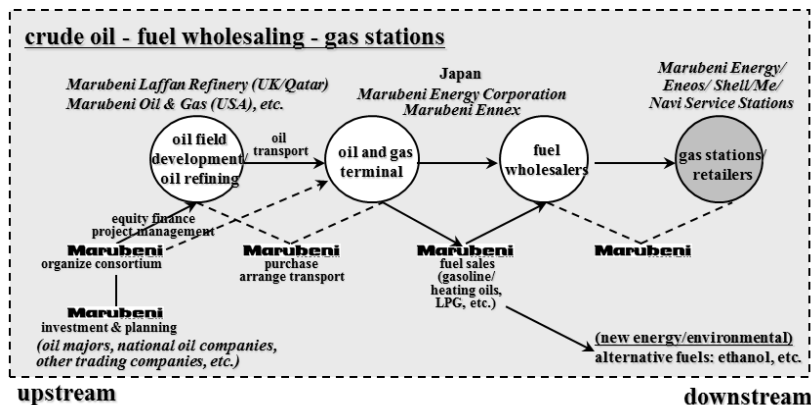 crude oil - fuel wholesaling - gas stations
Marubeni Laffan Refinery (UK/Qatar)
Marubeni Oil & Gas (USA), etc.
Japan
Marubeni Energy Corporation
Marubeni Ennex
Marubeni Energy/
Eneos/ Shell/Me/
Navi Service Stations
oil field
development/
oil refining
oil
transport
oil and gas
terminal
fuel
wholesalers
gas stations/
retailers
equity finance
project management
Marubeni
organize consortium
Marubeni
purchase
arrange transport
Marubeni
fuel sales
(gasoline/
heating oils,
LPG, etc.)
Marubeni
Marubeni
investment & planning
(oil majors, national oil companies,
other trading companies, etc.)
(new energy/environmental)
alternative fuels: ethanol, etc.
upstream
downstream